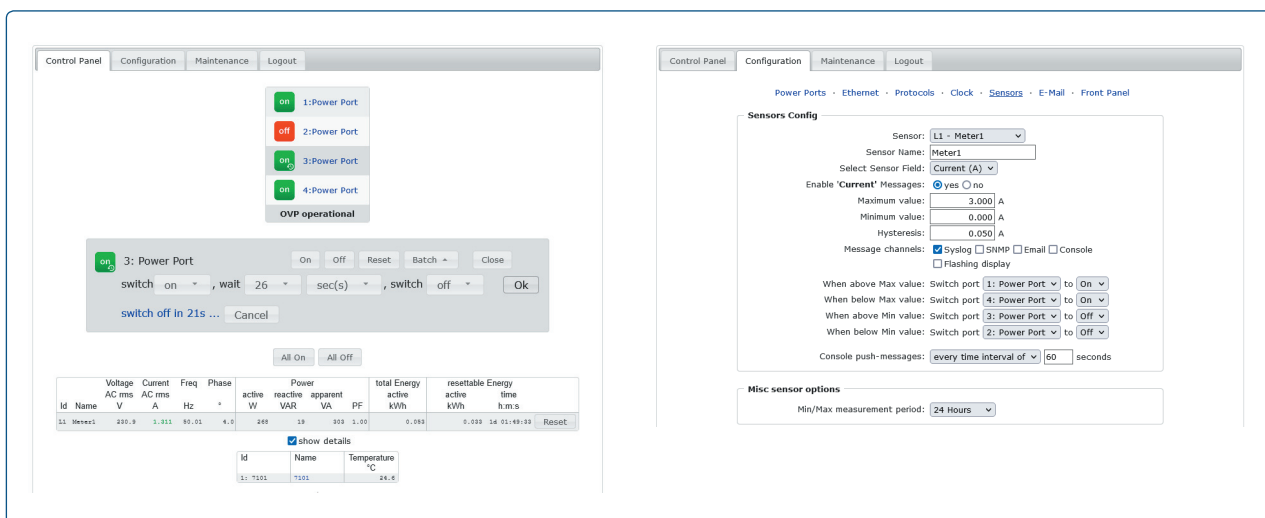 Control Panel Configuration Maintenance Logout
on 1:Power Port
off 2:Power Port
on 3:Power Port
on 4:Power Port
OVP operational
on 3: Power Port On Off Reset Batch Close
switch on , wait 26 sec(s) , switch off Ok
switch off in 21s ... Cancel
All On All Off
Voltage Current Freq Phase Power total Energy resettable Energy
AC rms AC rms active reactive apparent active active time
Id Name V A Hz ° W VAR VA PF kWh kWh h:m:s
L1 Meter1 230.9 1.311 50.01 4.0 19 303 1.00 1d 01:49:33 Reset
show details
Id Name Temperature
°C
1: 7101 7101 24.6
Control Panel Configuration Maintenance Logout
Power Ports · Ethernet · Protocols · Clock · Sensors · E-Mail · Front Panel
Sensors Config
Sensor: L1 - Meter1
Sensor Name: Meter1
Select Sensor Field: Current (A)
Enable 'Current' Messages: yes no
Maximum value: 3.000 A
Minimum value: 0.000 A
Hysteresis: 0.050 A
Message channels: Syslog SNMP Email Console
Flashing display
When above Max value: Switch port 1: Power Port to On
When below Max value: Switch port 4: Power Port to On
When above Min value: Switch port 3: Power Port to Off
When below Min value: Switch port 2: Power Port to Off
Console push-messages: every time interval of 60 seconds
Misc sensor options
Min/Max measurement period: 24 Hours